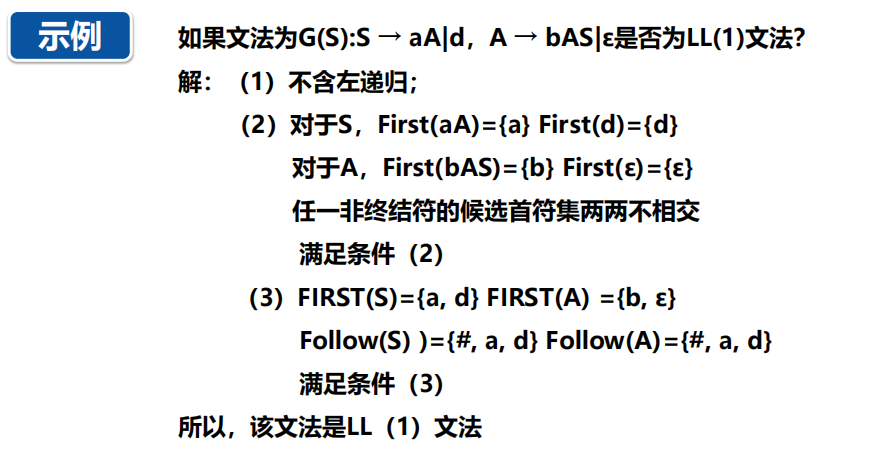 示例
如果文法为G(S):S → aA|d，A → bAS|ε是否为LL(1)文法?
解：（1）不含左递归；
（2）对于S，First(aA)={a} First(d)={d}
对于A，First(bAS)={b} First(ε)={ε}
任一非终结符的候选首符集两两不相交
满足条件（2）
（3）FIRST(S)={a, d} FIRST(A) ={b, ε}
Follow(S) )={#, a, d} Follow(A)={#, a, d}
满足条件（3）
所以，该文法是LL（1）文法